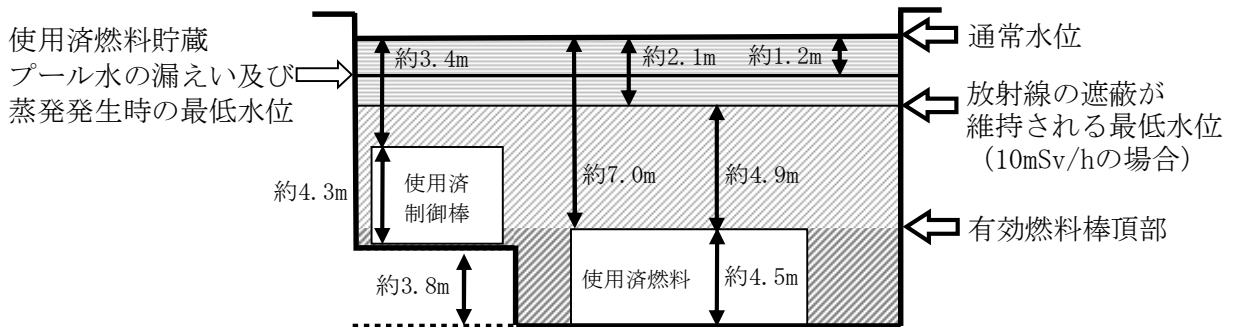 使用済燃料貯蔵
プール水の漏えい及び
蒸発発生時の最低水位
約3.4m
約2.1m
約1.2m
通常水位
放射線の遮蔽が
維持される最低水位
（10mSv/hの場合）
約4.3m
使用済
制御棒
約7.0m
約4.9m
有効燃料棒頂部
約3.8m
使用済燃料
約4.5m